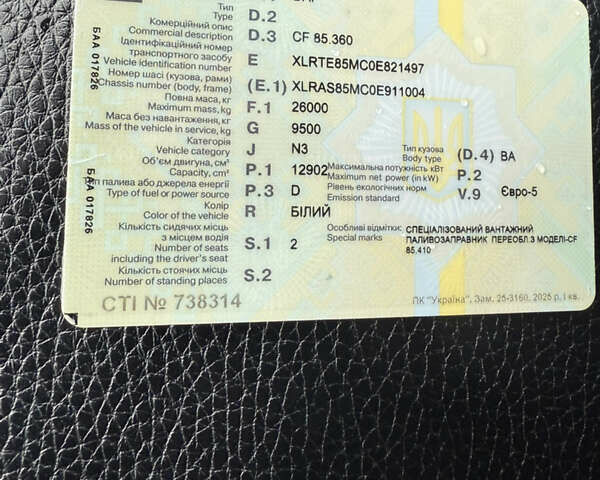 Тип
Type D.2
Комерційний опис
Commercial description D.3 CF 85.360
Ідентифікаційний номер
транспортного засобу
Vehicle identification number E XLRTE85MC0E821497
Номер шасі (кузова, рами)
Chassis number (body, frame) (E.1) XLRAS85MC0E911004
Повна маса, кг
Maximum mass, kg F.1 26000
Маса без навантаження, кг
Mass of the vehicle in service, kg G 9500
Категорія
Vehicle category J N3 Тип кузова
Body type (D.4) BA
Об'єм двигуна, см³
Capacity, cm³ P.1 12902 Максимальна потужність кВт
Maximum net power (in kW) P.2
Тип палива або джерела енергії
Type of fuel or power source P.3 D Рівень екологічних норм
Emission standard V.9 Євро-5
Колір
Color of the vehicle R БІЛИЙ
Кількість сидячих місць
з місцем водія
Number of seats
including the driver's seat S.1 2
Особливі відмітки:
Special marks СПЕЦІАЛІЗОВАНИЙ ВАНТАЖНИЙ
ПАЛИВОЗАПРАВНИК ПЕРЕОБЛ З МОДЕЛІ-CF
85.410
Кількість стоячих місць
Number of standing places S.2
СТІ № 738314
ПК "Україна", Зам. 25-3160, 2025 р, I кв.
БАА 017826
БАА 017826